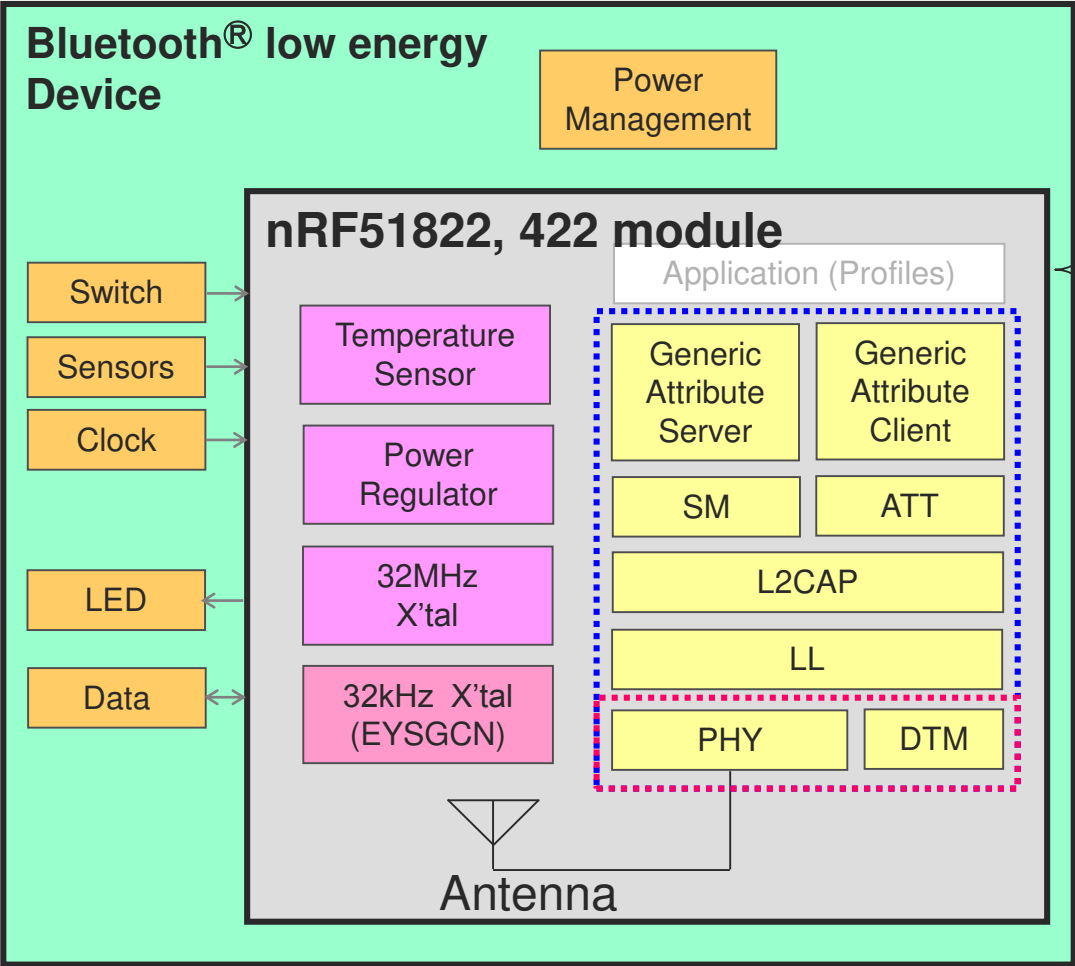 Bluetooth® low energy
Device
Power
Management
nRF51822, 422 module
Application (Profiles)
Switch
Sensors
Clock
LED
Data
Temperature
Sensor
Power
Regulator
32MHz
X'tal
32kHz X'tal
(EYSGCN)
Generic
Attribute
Server
Generic
Attribute
Client
SM
ATT
L2CAP
LL
PHY
DTM
Antenna